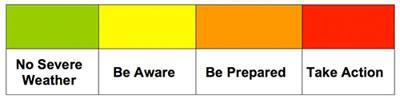 No Severe
Weather
Be Aware
Be Prepared
Take Action